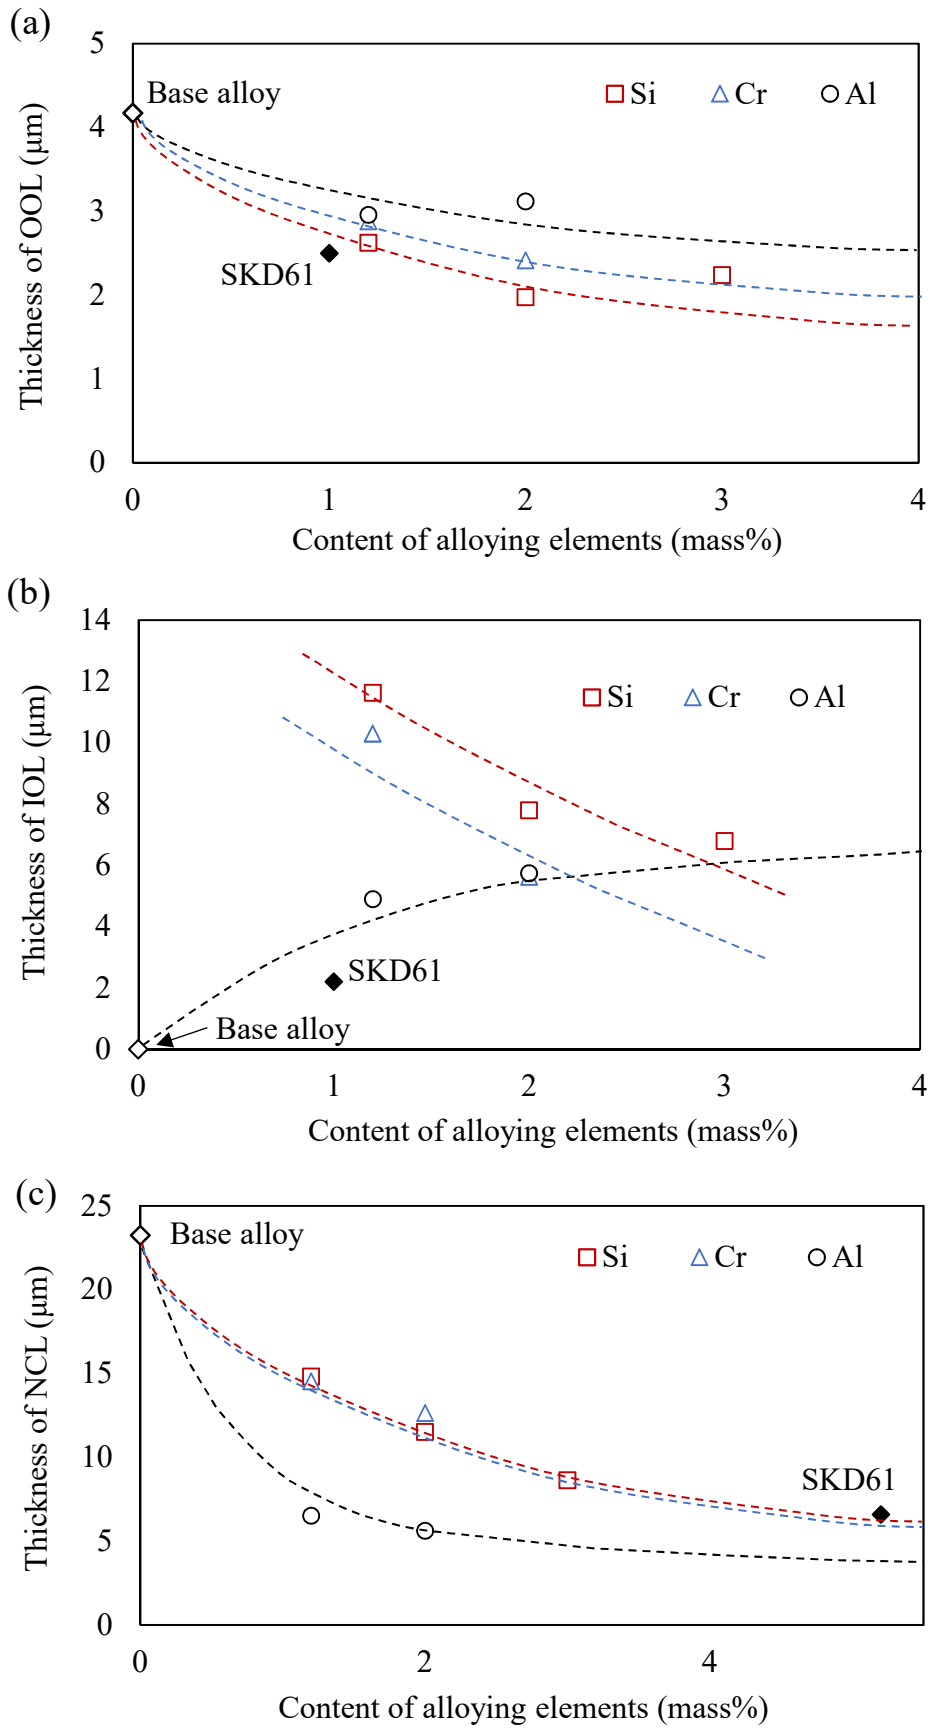 (a)
5
4
3
2
1
0
Thickness of OOL (μm)
Base alloy
Si Cr Al
SKD61
0 1 2 3 4
Content of alloying elements (mass%)
(b)
14
12
10
8
6
4
2
0
Thickness of IOL (μm)
Si Cr Al
SKD61
Base alloy
0 1 2 3 4
Content of alloying elements (mass%)
(c)
25
20
15
10
5
0
Thickness of NCL (μm)
Base alloy
Si Cr Al
SKD61
0 2 4
Content of alloying elements (mass%)